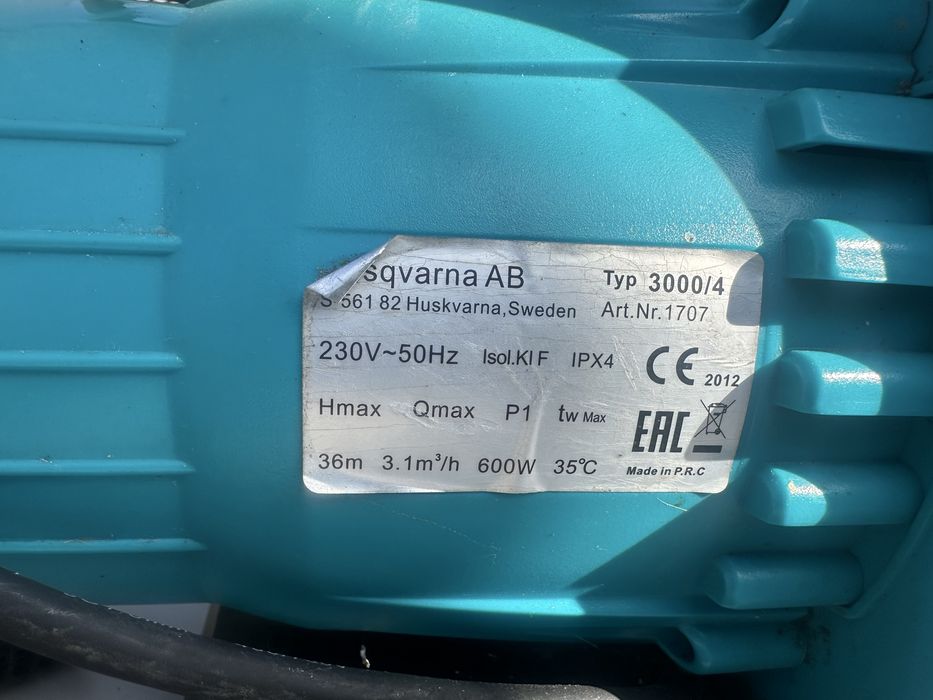 sqvarna AB Typ 3000/4
S 561 82 Huskvarna,Sweden Art.Nr.1707
230V~50Hz Isol.Kl F IPX4 CE 2012
Hmax Qmax P1 tw Max EAC
36m 3.1m³/h 600W 35°C Made in P.R.C